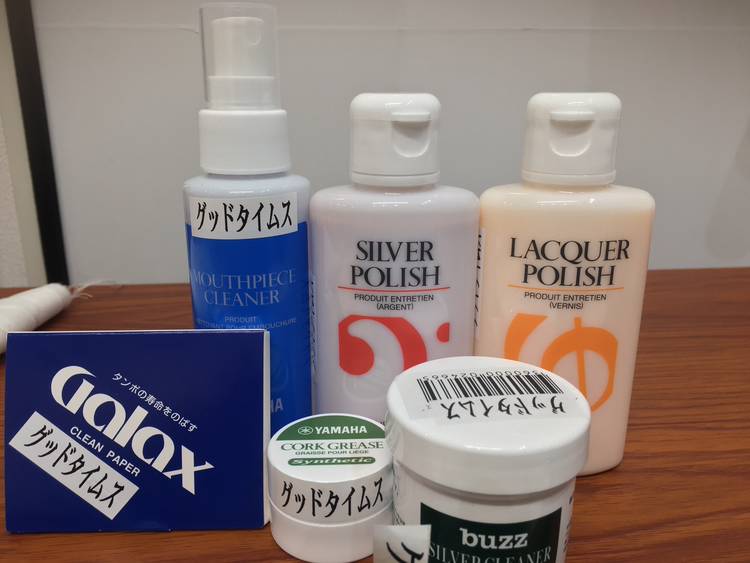 グッドタイムス
MOUTHPIECE
CLEANER
PRODUIT
POUR EMBOUCHURE
SILVER
POLISH
PRODUIT ENTRETIEN
(ARGENT)
LACQUER
POLISH
PRODUIT ENTRETIEN
(VERNIS)
タンポの寿命をのばす
Galax
CLEAN PAPER
グッドタイムス
YAMAHA
CORK GREASE
GRAISSE POUR LIÈGE
Synthetic
グッドタイムス
グッドタイムス
buzz
SILVER CLEANER